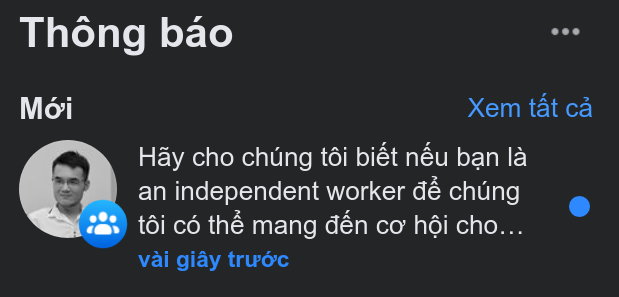 Thông báo
Mới
Xem tất cả
Hãy cho chúng tôi biết nếu bạn là
an independent worker để chúng
tôi có thể mang đến cơ hội cho…
vài giây trước